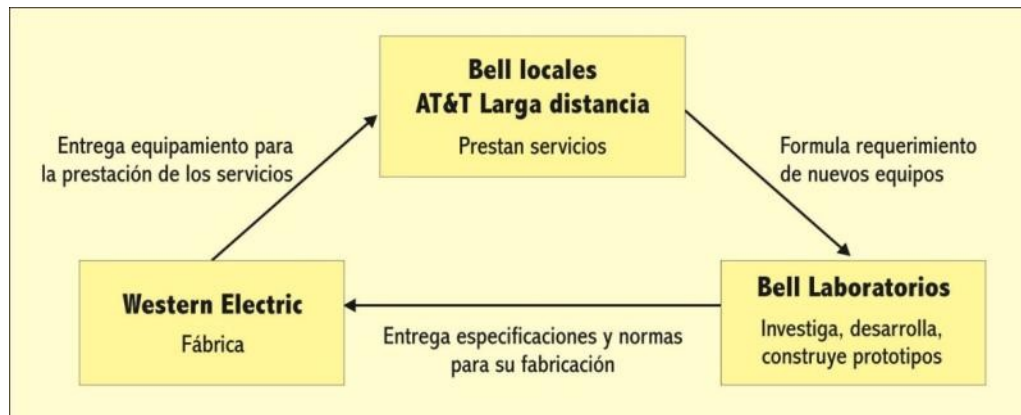 Bell locales
AT&T Larga distancia
Prestan servicios
Entrega equipamiento para
la prestación de los servicios
Formula requerimiento
de nuevos equipos
Western Electric
Fábrica
Entrega especificaciones y normas
para su fabricación
Bell Laboratorios
Investiga, desarrolla,
construye prototipos